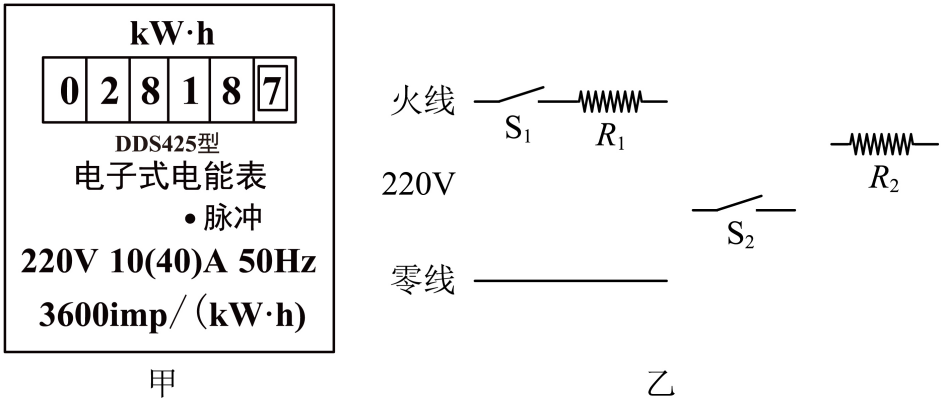 kW·h
0 2 8 1 8 7
DDS425型
电子式电能表
•脉冲
220V 10(40)A 50Hz
3600imp/(kW·h)
甲
火线
S₁
R₁
220V
R₂
S₂
零线
乙